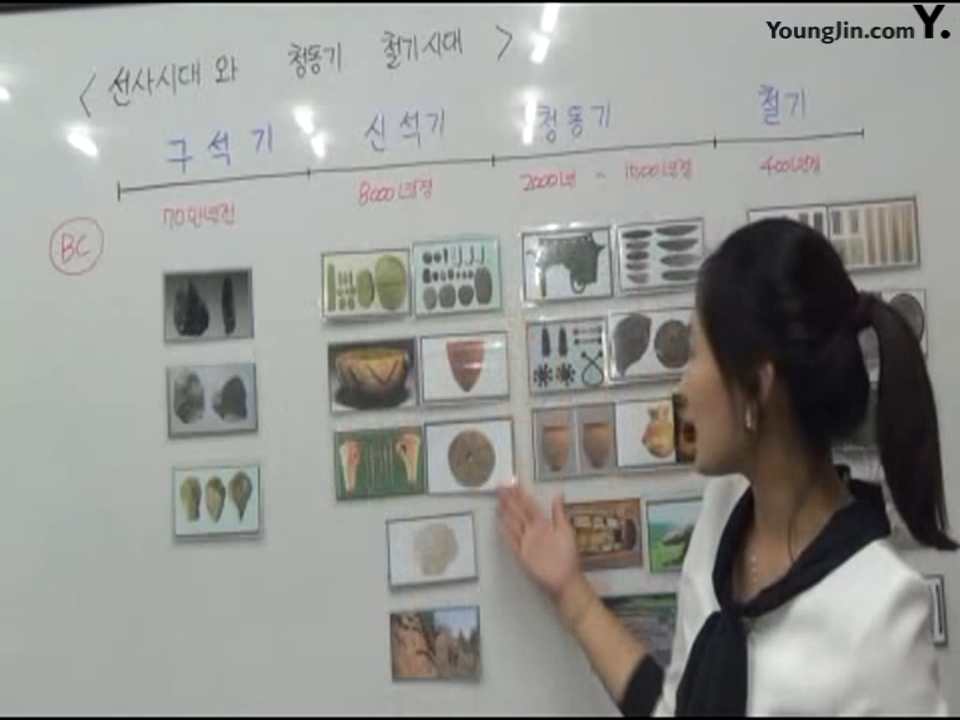 YoungJin.com Y.
< 선사시대 와 청동기 철기시대 >
구 석 기 신 석기 청 동 기 철 기
70만년전 8000년경 2000년 ~ 1500년경 400년경
BC